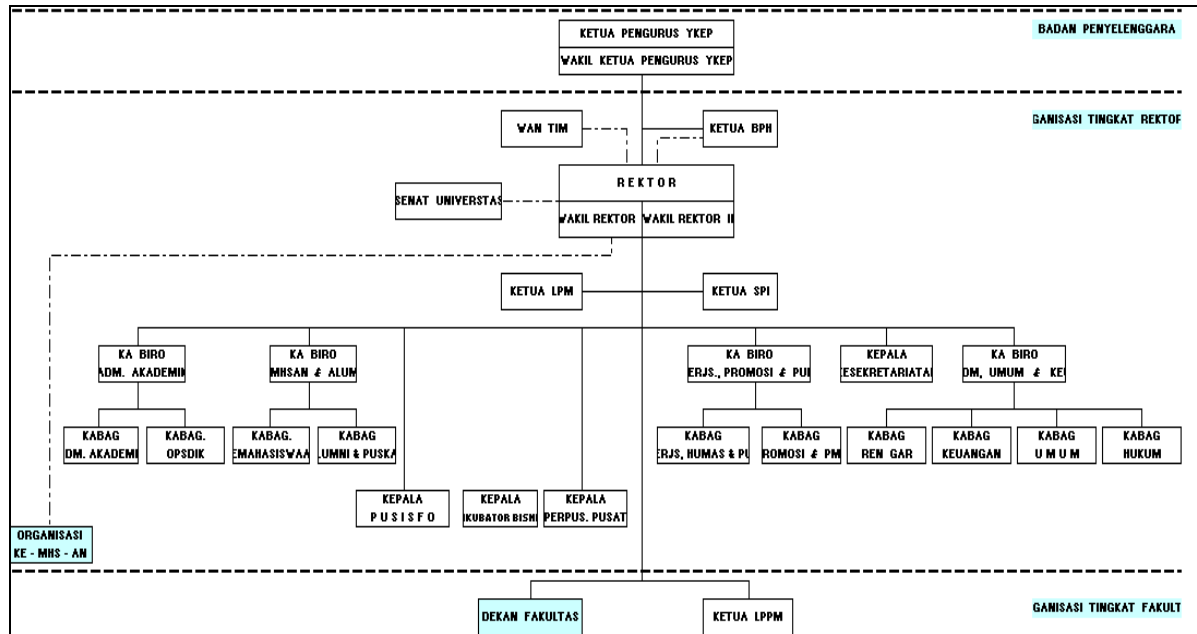 KETUA PENGURUS YKEP
WAKIL KETUA PENGURUS YKEP
BADAN PENYELENGGARA
WAN TIM
KETUA BPH
GANISASI TINGKAT REKTOR
REKTOR
SENAT UNIVERSTAS
WAKIL REKTOR
WAKIL REKTOR II
KETUA LPM
KETUA SPI
KA BIRO
ADM. AKADEMIK
KA BIRO
MHSAN & ALUM
KA BIRO
ERJS., PROMOSI & PUI
KEPALA
ESEKRETARIATA
KA BIRO
DM, UMUM & KEU
KABAG
DM. AKADEMI
KABAG.
OPSDIK
KABAG.
EMAHASISWAA
KABAG
LUMNI & PUSKA
KABAG
ERJS, HUMAS & PU
KABAG
ROMOSI & PM
KABAG
REN GAR
KABAG
KEUANGAN
KABAG
UMUM
KABAG
HUKUM
KEPALA
PUSISFO
KEPALA
KUBATOR BISNI
KEPALA
PERPUS. PUSAT
ORGANISASI
KE - MHS - AN
DEKAN FAKULTAS
KETUA LPPM
GANISASI TINGKAT FAKULT